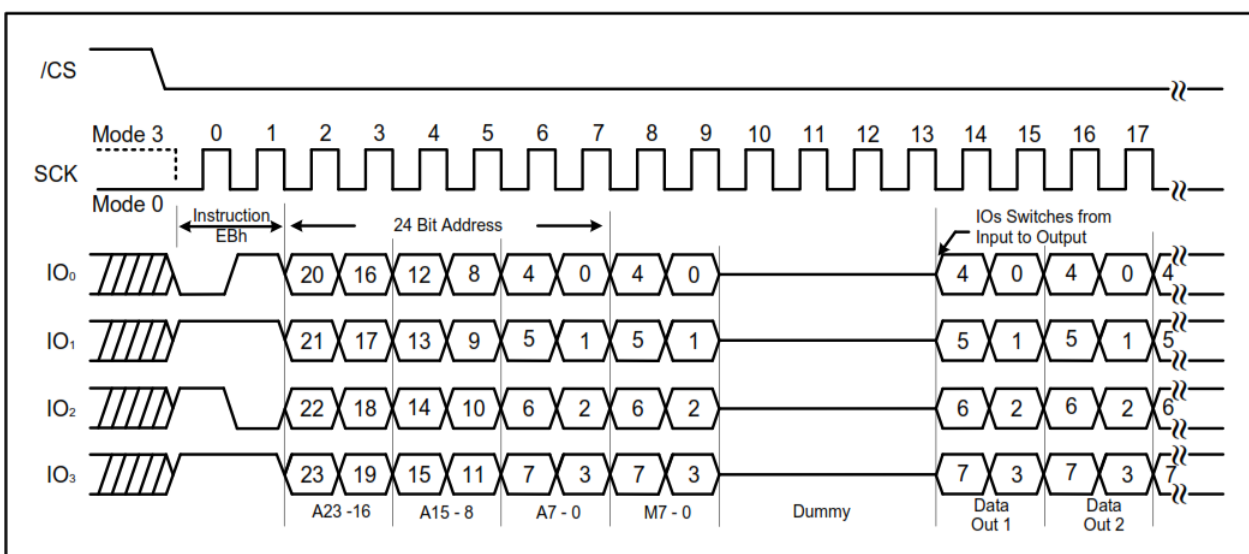 /CS
Mode 3 0 1 2 3 4 5 6 7 8 9 10 11 12 13 14 15 16 17
SCK
Mode 0
Instruction
EBh
24 Bit Address
IOs Switches from
Input to Output
IO₀ 20 16 12 8 4 0 4 0 4 0 4 0 4
IO₁ 21 17 13 9 5 1 5 1 5 1 5 1 5
IO₂ 22 18 14 10 6 2 6 2 6 2 6 2 6
IO₃ 23 19 15 11 7 3 7 3 7 3 7 3 7
A23 -16 A15 - 8 A7 - 0 M7 - 0 Dummy
Data
Out 1
Data
Out 2